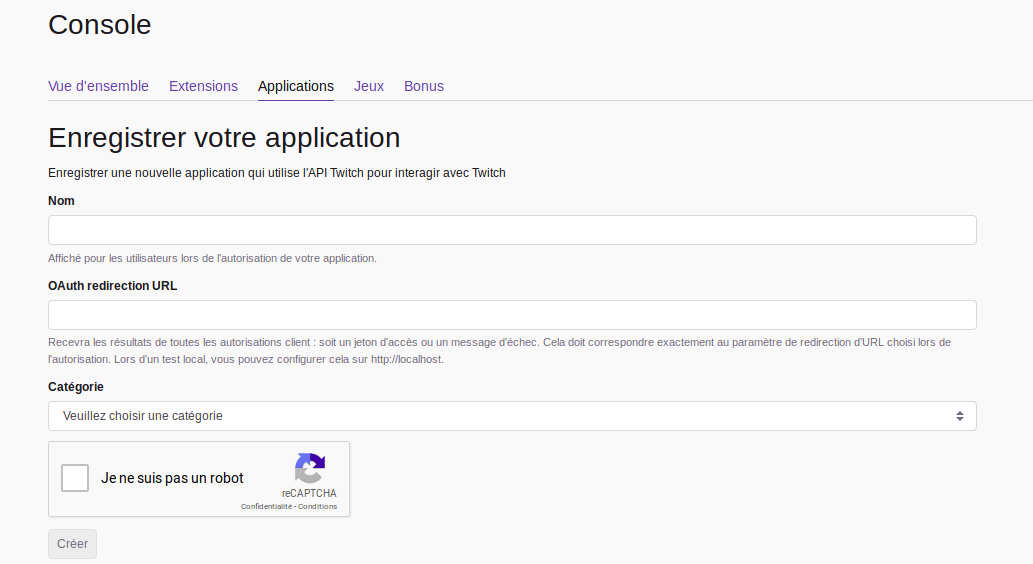 Console
Vue d'ensemble Extensions Applications Jeux Bonus
Enregistrer votre application
Enregistrer une nouvelle application qui utilise l'API Twitch pour interagir avec Twitch
Nom
Affiché pour les utilisateurs lors de l'autorisation de votre application.
OAuth redirection URL
Recevra les résultats de toutes les autorisations client : soit un jeton d'accès ou un message d'échec. Cela doit correspondre exactement au paramètre de redirection d'URL choisi lors de
l'autorisation. Lors d'un test local, vous pouvez configurer cela sur http://localhost.
Catégorie
Veuillez choisir une catégorie
Je ne suis pas un robot
reCAPTCHA
Confidentialité - Conditions
Créer